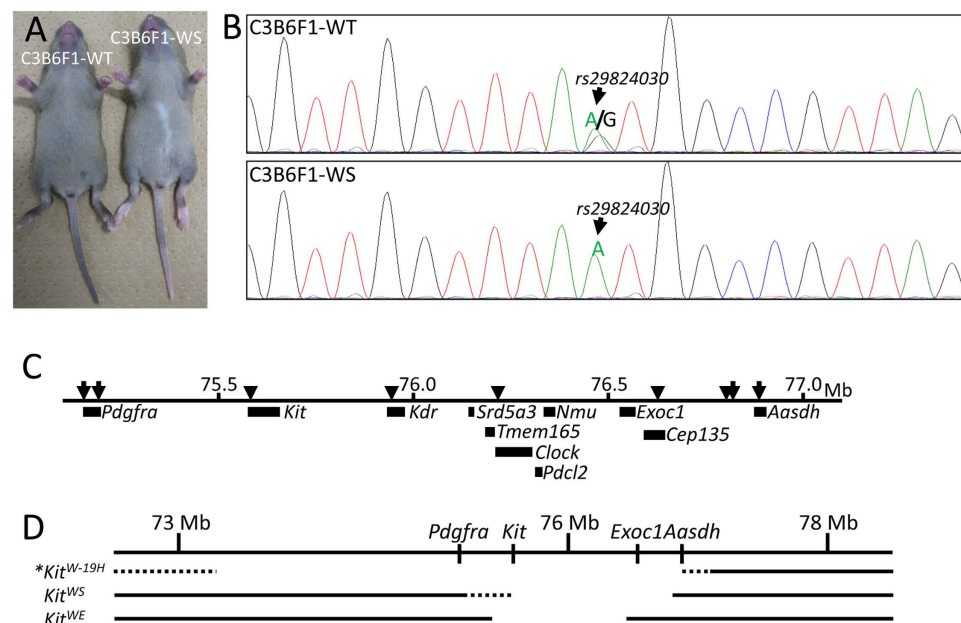 A
C3B6F1-WT
C3B6F1-WS
B
C3B6F1-WT
rs29824030
A/G
C3B6F1-WS
rs29824030
A
C
75.5 76.0 76.5 77.0 Mb
Pdgfra Kit Kdr Srd5a3 Nmu Exoc1 Aasdh
Tmem165 Cep135
Clock
Pdcl2
D
73 Mb Pdgfra Kit 76 Mb Exoc1Aasdh 78 Mb
*Kit^W-19H
Kit^WS
Kit^WE